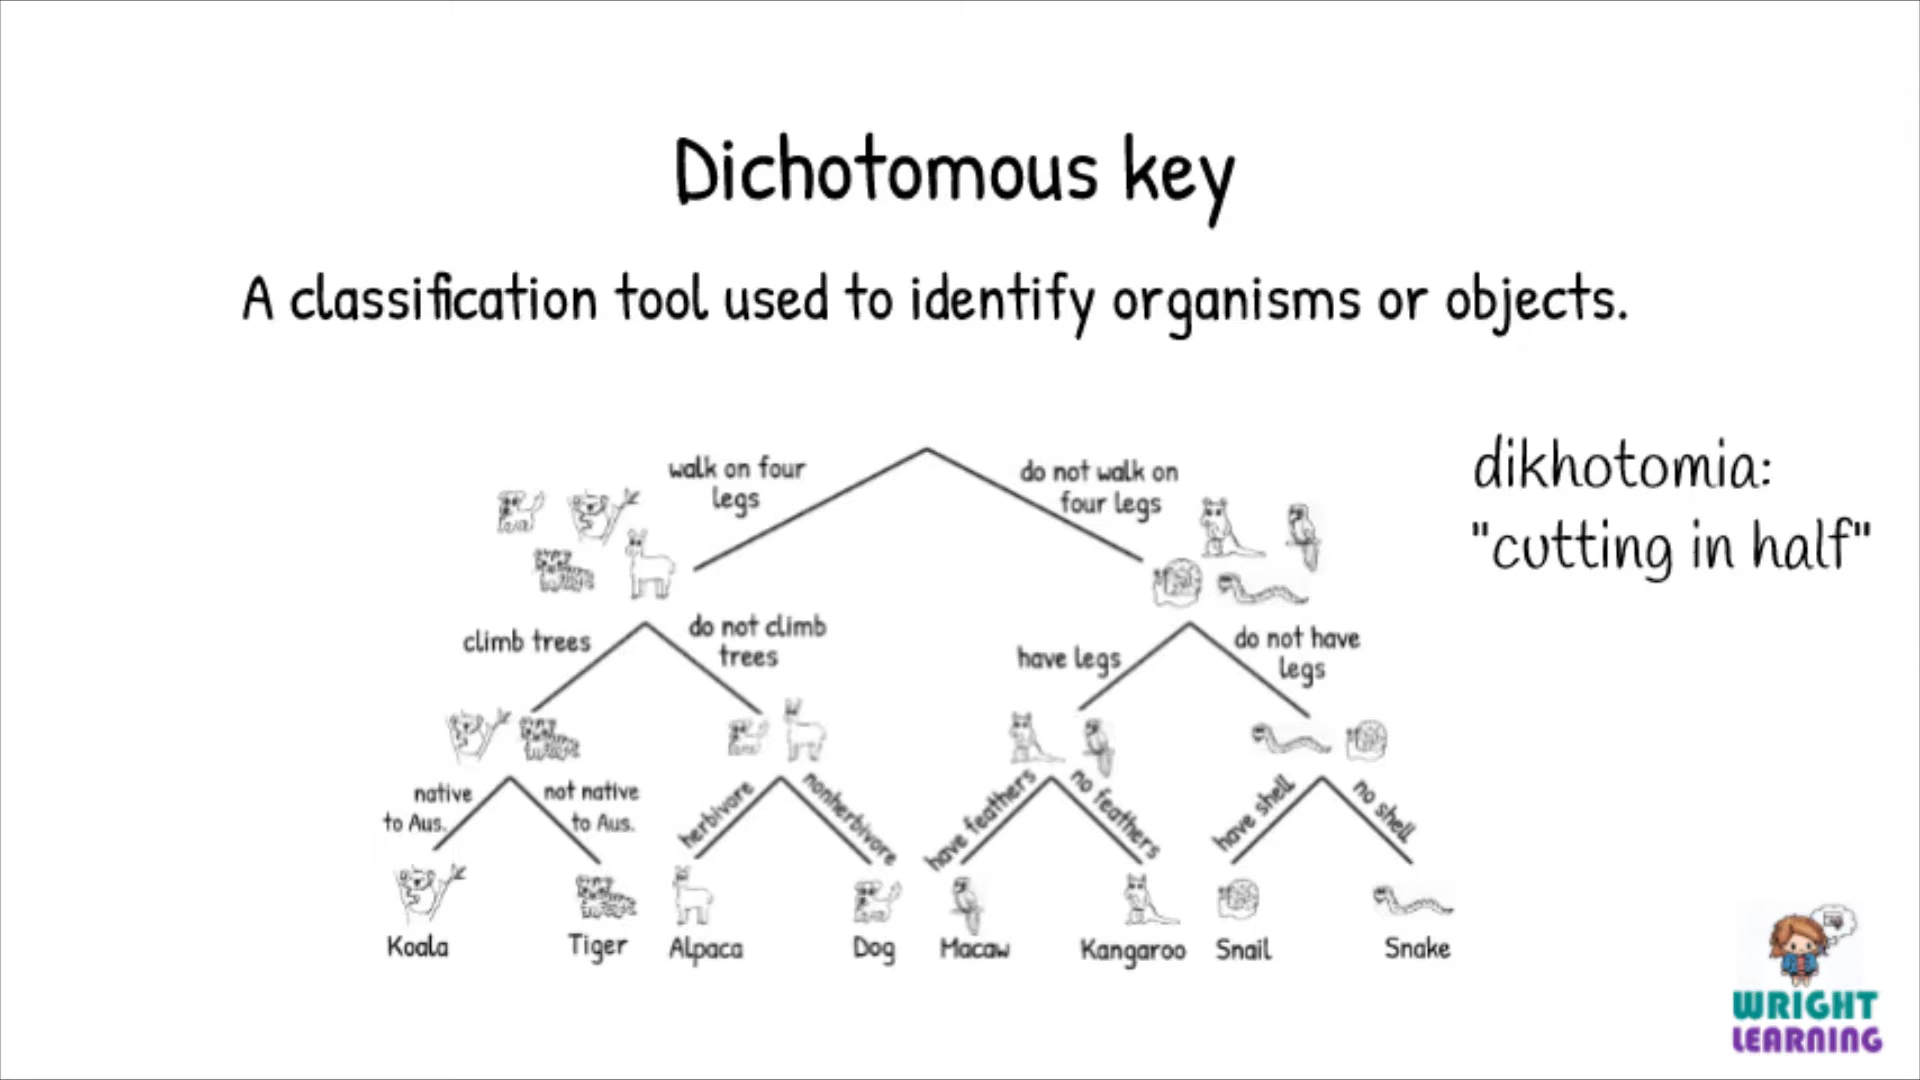 Dichotomous key
A classification tool used to identify organisms or objects.
dikhotomia:
"cutting in half"
walk on four
legs
do not walk on
four legs
climb trees
do not climb
trees
have legs
do not have
legs
native
to Aus.
not native
to Aus.
herbivore
nonherbivore
have feathers
no feathers
have shell
no shell
Koala
Tiger
Alpaca
Dog
Macaw
Kangaroo
Snail
Snake
WRIGHT
LEARNING